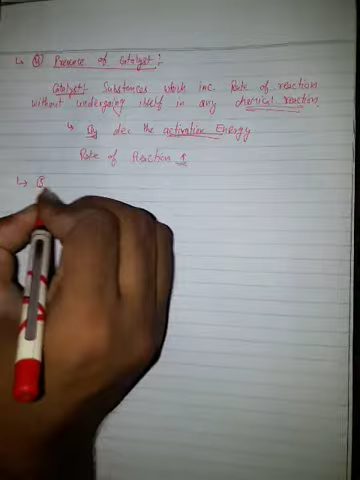 ↳ Q) Presence of Catalyst:
Catalyst: Substances which inc Rate of reaction
without undergoing itself in any chemical reaction
↳ By dec the activation Energy
Rate of Reaction ↑
↳